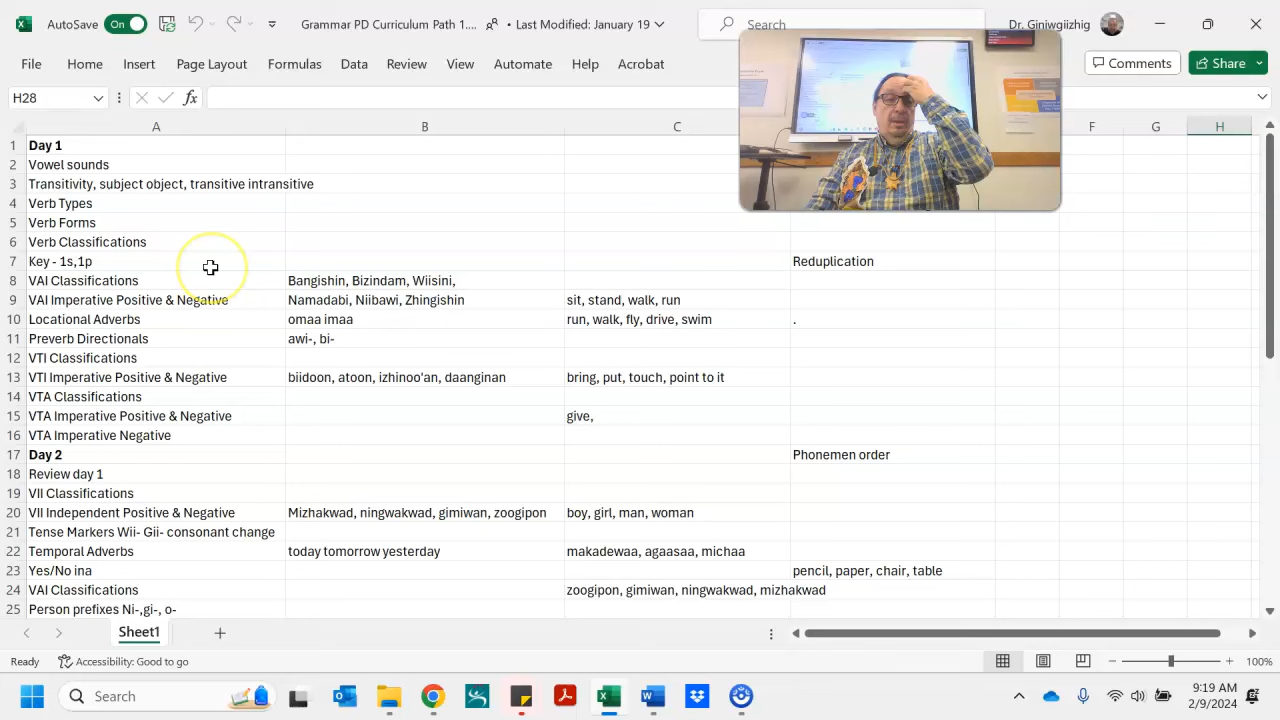 AutoSave On Grammar PD Curriculum Path 1.... • Last Modified: January 19 Search Dr. Giniwgiizhig
File Home Insert Page Layout Formulas Data Review View Automate Help Acrobat Comments Share
H28 fx
A B C F G H
1 Day 1
2 Vowel sounds
3 Transitivity, subject object, transitive intransitive
4 Verb Types
5 Verb Forms
6 Verb Classifications
7 Key - 1s,1p Reduplication
8 VAI Classifications Bangishin, Bizindam, Wiisini,
9 VAI Imperative Positive & Negative Namadabi, Niibawi, Zhingishin sit, stand, walk, run
10 Locational Adverbs omaa imaa run, walk, fly, drive, swim .
11 Preverb Directionals awi-, bi-
12 VTI Classifications
13 VTI Imperative Positive & Negative biidoon, atoon, izhinoo'an, daanginan bring, put, touch, point to it
14 VTA Classifications
15 VTA Imperative Positive & Negative give,
16 VTA Imperative Negative
17 Day 2 Phonemen order
18 Review day 1
19 VII Classifications
20 VII Independent Positive & Negative Mizhakwad, ningwakwad, gimiwan, zoogipon boy, girl, man, woman
21 Tense Markers Wii- Gii- consonant change
22 Temporal Adverbs today tomorrow yesterday makadewaa, agaasaa, michaa
23 Yes/No ina pencil, paper, chair, table
24 VAI Classifications zoogipon, gimiwan, ningwakwad, mizhakwad
25 Person prefixes Ni-,gi-, o-
Sheet1
Ready Accessibility: Good to go 100%
Search 9:19 AM
2/9/2024